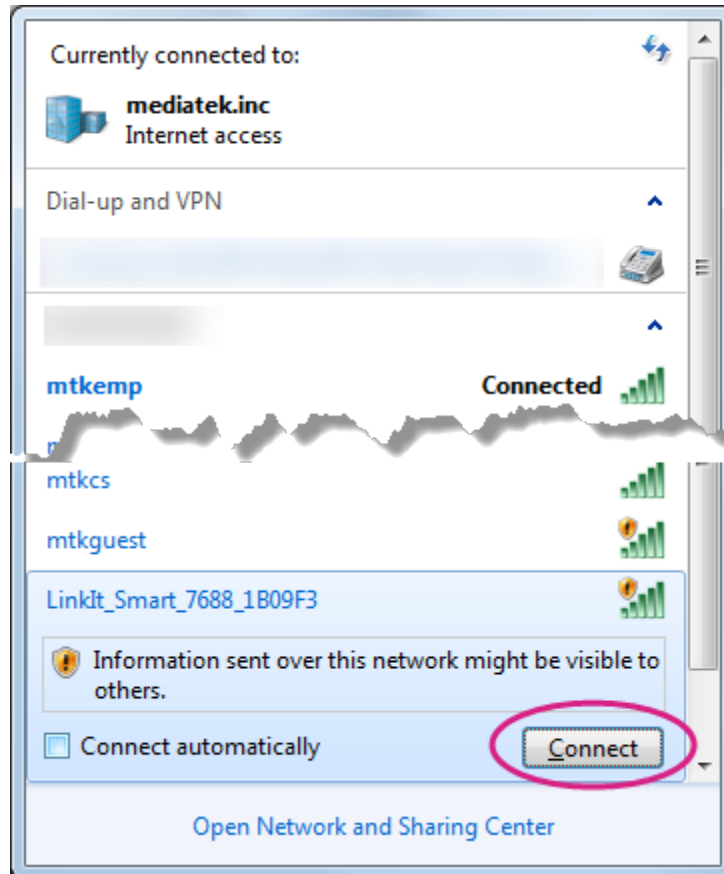 Currently connected to:
mediatek.inc
Internet access
Dial-up and VPN
mtkemp Connected
mtkcs
mtkguest
LinkIt_Smart_7688_1B09F3
Information sent over this network might be visible to
others.
Connect automatically Connect
Open Network and Sharing Center